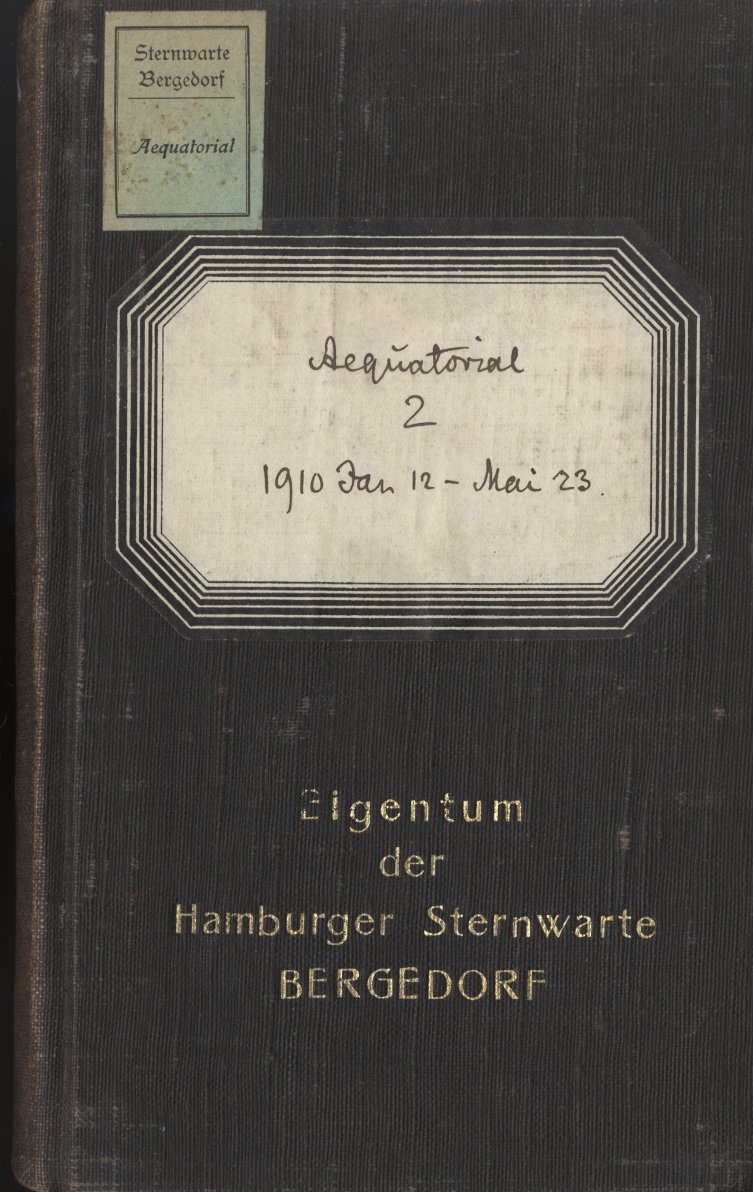 Sternwarte
Bergedorf
Aequatorial
Aequatorial
2
1910 Jan 12 – Mai 23.
Eigentum
der
Hamburger Sternwarte
BERGEDORF